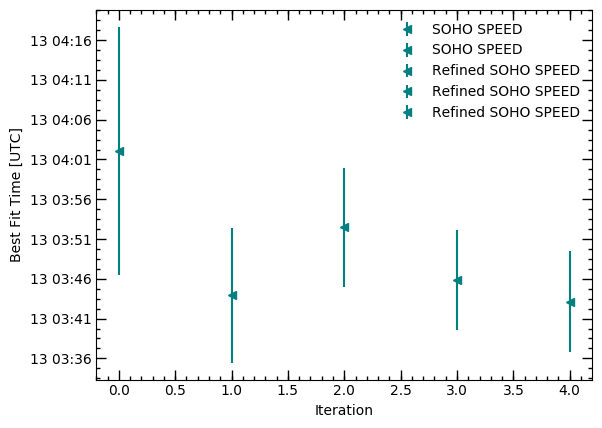 SOHO SPEED
SOHO SPEED
Refined SOHO SPEED
Refined SOHO SPEED
Refined SOHO SPEED
13 04:16
13 04:11
13 04:06
13 04:01
13 03:56
13 03:51
13 03:46
13 03:41
13 03:36
Best Fit Time [UTC]
0.0 0.5 1.0 1.5 2.0 2.5 3.0 3.5 4.0
Iteration